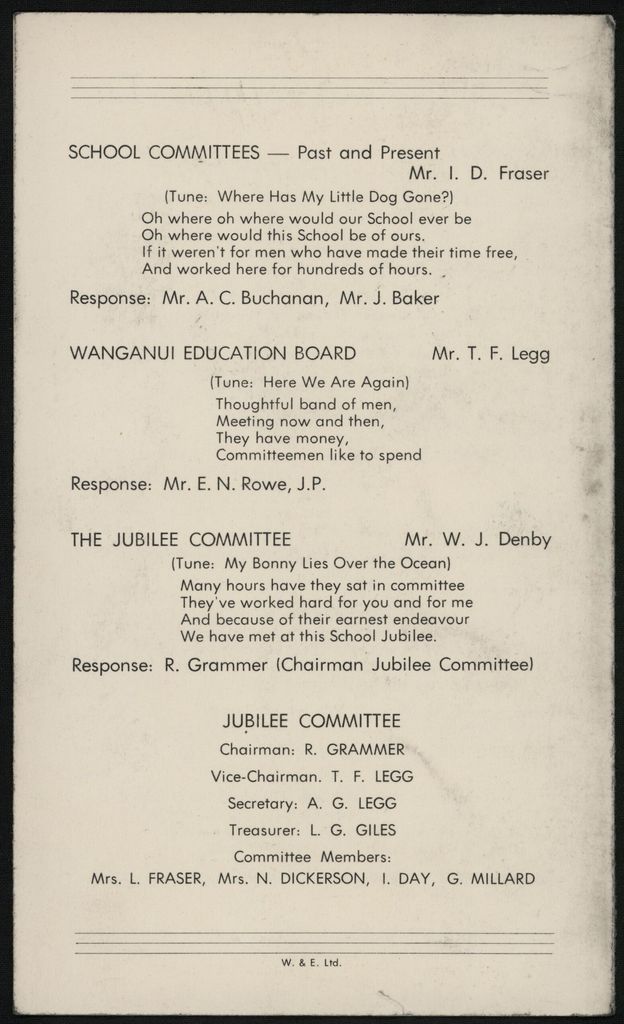 SCHOOL COMMITTEES — Past and Present
Mr. I. D. Fraser
(Tune: Where Has My Little Dog Gone?)
Oh where oh where would our School ever be
Oh where would this School be of ours.
If it weren't for men who have made their time free,
And worked here for hundreds of hours.
Response: Mr. A. C. Buchanan, Mr. J. Baker
WANGANUI EDUCATION BOARD Mr. T. F. Legg
(Tune: Here We Are Again)
Thoughtful band of men,
Meeting now and then,
They have money,
Committeemen like to spend
Response: Mr. E. N. Rowe, J.P.
THE JUBILEE COMMITTEE Mr. W. J. Denby
(Tune: My Bonny Lies Over the Ocean)
Many hours have they sat in committee
They've worked hard for you and for me
And because of their earnest endeavour
We have met at this School Jubilee.
Response: R. Grammer (Chairman Jubilee Committee)
JUBILEE COMMITTEE
Chairman: R. GRAMMER
Vice-Chairman. T. F. LEGG
Secretary: A. G. LEGG
Treasurer: L. G. GILES
Committee Members:
Mrs. L. FRASER, Mrs. N. DICKERSON, I. DAY, G. MILLARD
W. & E. Ltd.